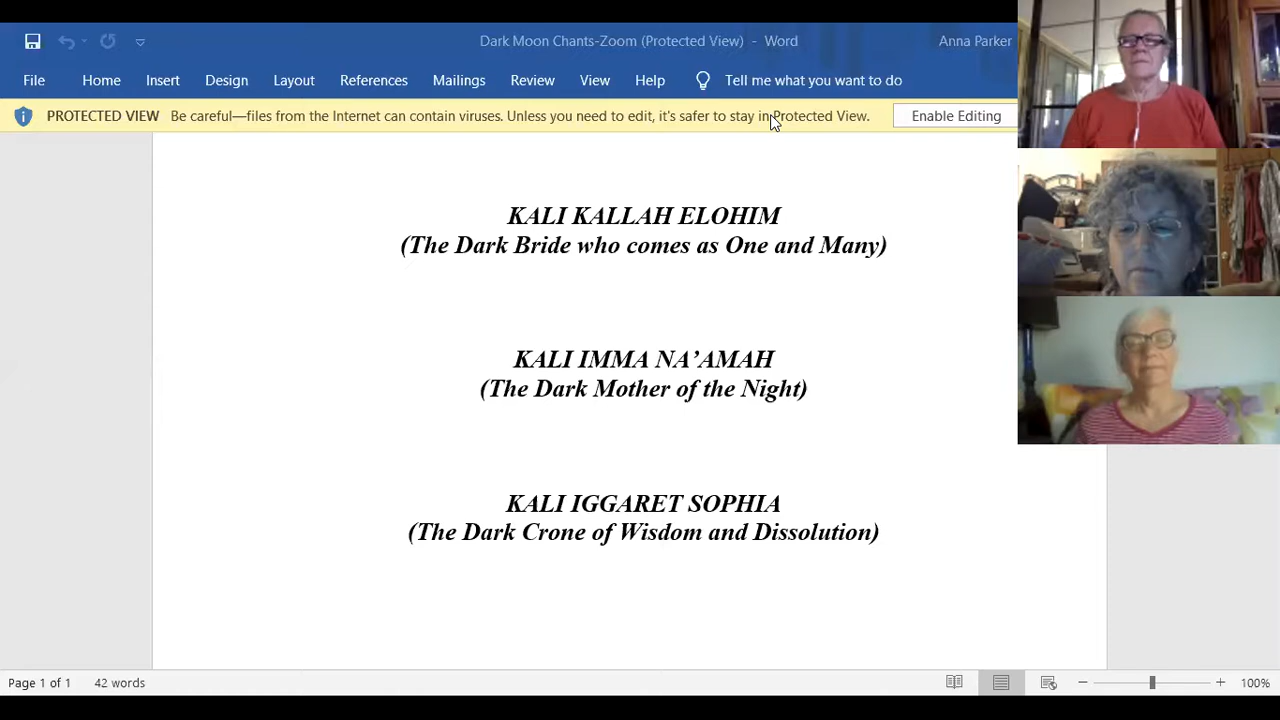 Dark Moon Chants-Zoom (Protected View) - Word
Anna Parker
File Home Insert Design Layout References Mailings Review View Help Tell me what you want to do
PROTECTED VIEW Be careful—files from the Internet can contain viruses. Unless you need to edit, it's safer to stay in Protected View. Enable Editing
KALI KALLAH ELOHIM
(The Dark Bride who comes as One and Many)
KALI IMMA NA’AMAH
(The Dark Mother of the Night)
KALI IGGARET SOPHIA
(The Dark Crone of Wisdom and Dissolution)
Page 1 of 1 42 words 100%